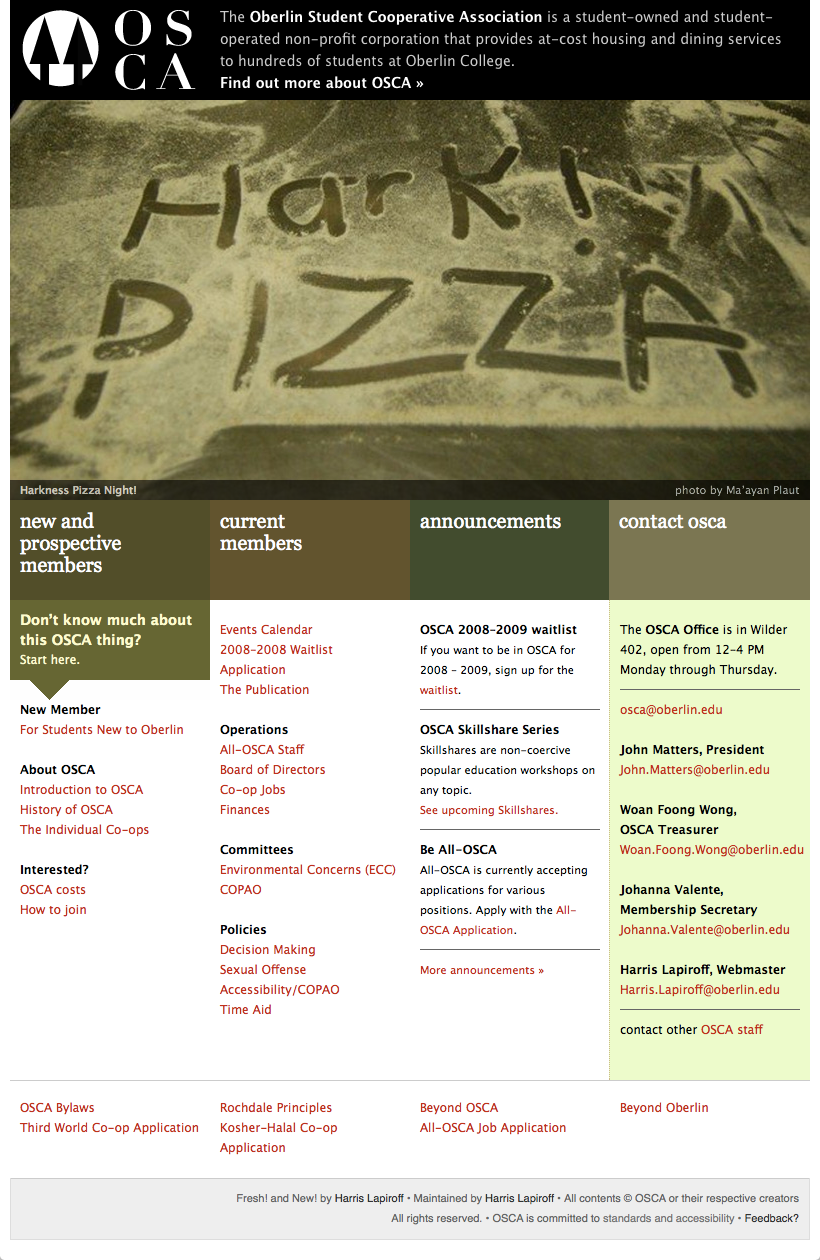 OS
CA
The Oberlin Student Cooperative Association is a student-owned and student-
operated non-profit corporation that provides at-cost housing and dining services
to hundreds of students at Oberlin College.
Find out more about OSCA »
Hark!!
PIZZA
Harkness Pizza Night!
photo by Ma'ayan Plaut
new and
prospective
members
current
members
announcements
contact osca
Don't know much about
this OSCA thing?
Start here.
New Member
For Students New to Oberlin
About OSCA
Introduction to OSCA
History of OSCA
The Individual Co-ops
Interested?
OSCA costs
How to join
Events Calendar
2008-2008 Waitlist
Application
The Publication
Operations
All-OSCA Staff
Board of Directors
Co-op Jobs
Finances
Committees
Environmental Concerns (ECC)
COPAO
Policies
Decision Making
Sexual Offense
Accessibility/COPAO
Time Aid
OSCA 2008-2009 waitlist
If you want to be in OSCA for
2008 - 2009, sign up for the
waitlist.
OSCA Skillshare Series
Skillshares are non-coercive
popular education workshops on
any topic.
See upcoming Skillshares.
Be All-OSCA
All-OSCA is currently accepting
applications for various
positions. Apply with the All-
OSCA Application.
More announcements »
The OSCA Office is in Wilder
402, open from 12-4 PM
Monday through Thursday.
osca@oberlin.edu
John Matters, President
John.Matters@oberlin.edu
Woan Foong Wong,
OSCA Treasurer
Woan.Foong.Wong@oberlin.edu
Johanna Valente,
Membership Secretary
Johanna.Valente@oberlin.edu
Harris Lapiroff, Webmaster
Harris.Lapiroff@oberlin.edu
contact other OSCA staff
OSCA Bylaws
Third World Co-op Application
Rochdale Principles
Kosher-Halal Co-op
Application
Beyond OSCA
All-OSCA Job Application
Beyond Oberlin
Fresh! and New! by Harris Lapiroff • Maintained by Harris Lapiroff • All contents © OSCA or their respective creators
All rights reserved. • OSCA is committed to standards and accessibility • Feedback?